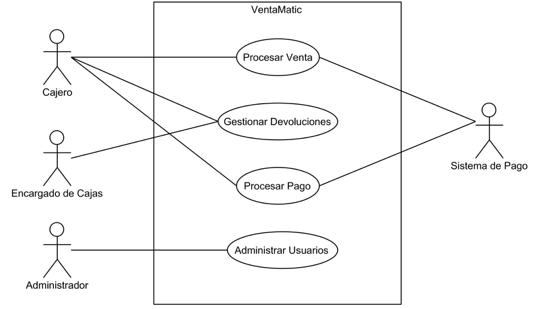 VentaMatic
Cajero
Procesar Venta
Gestionar Devoluciones
Encargado de Cajas
Procesar Pago
Sistema de Pago
Administrador
Administrar Usuarios